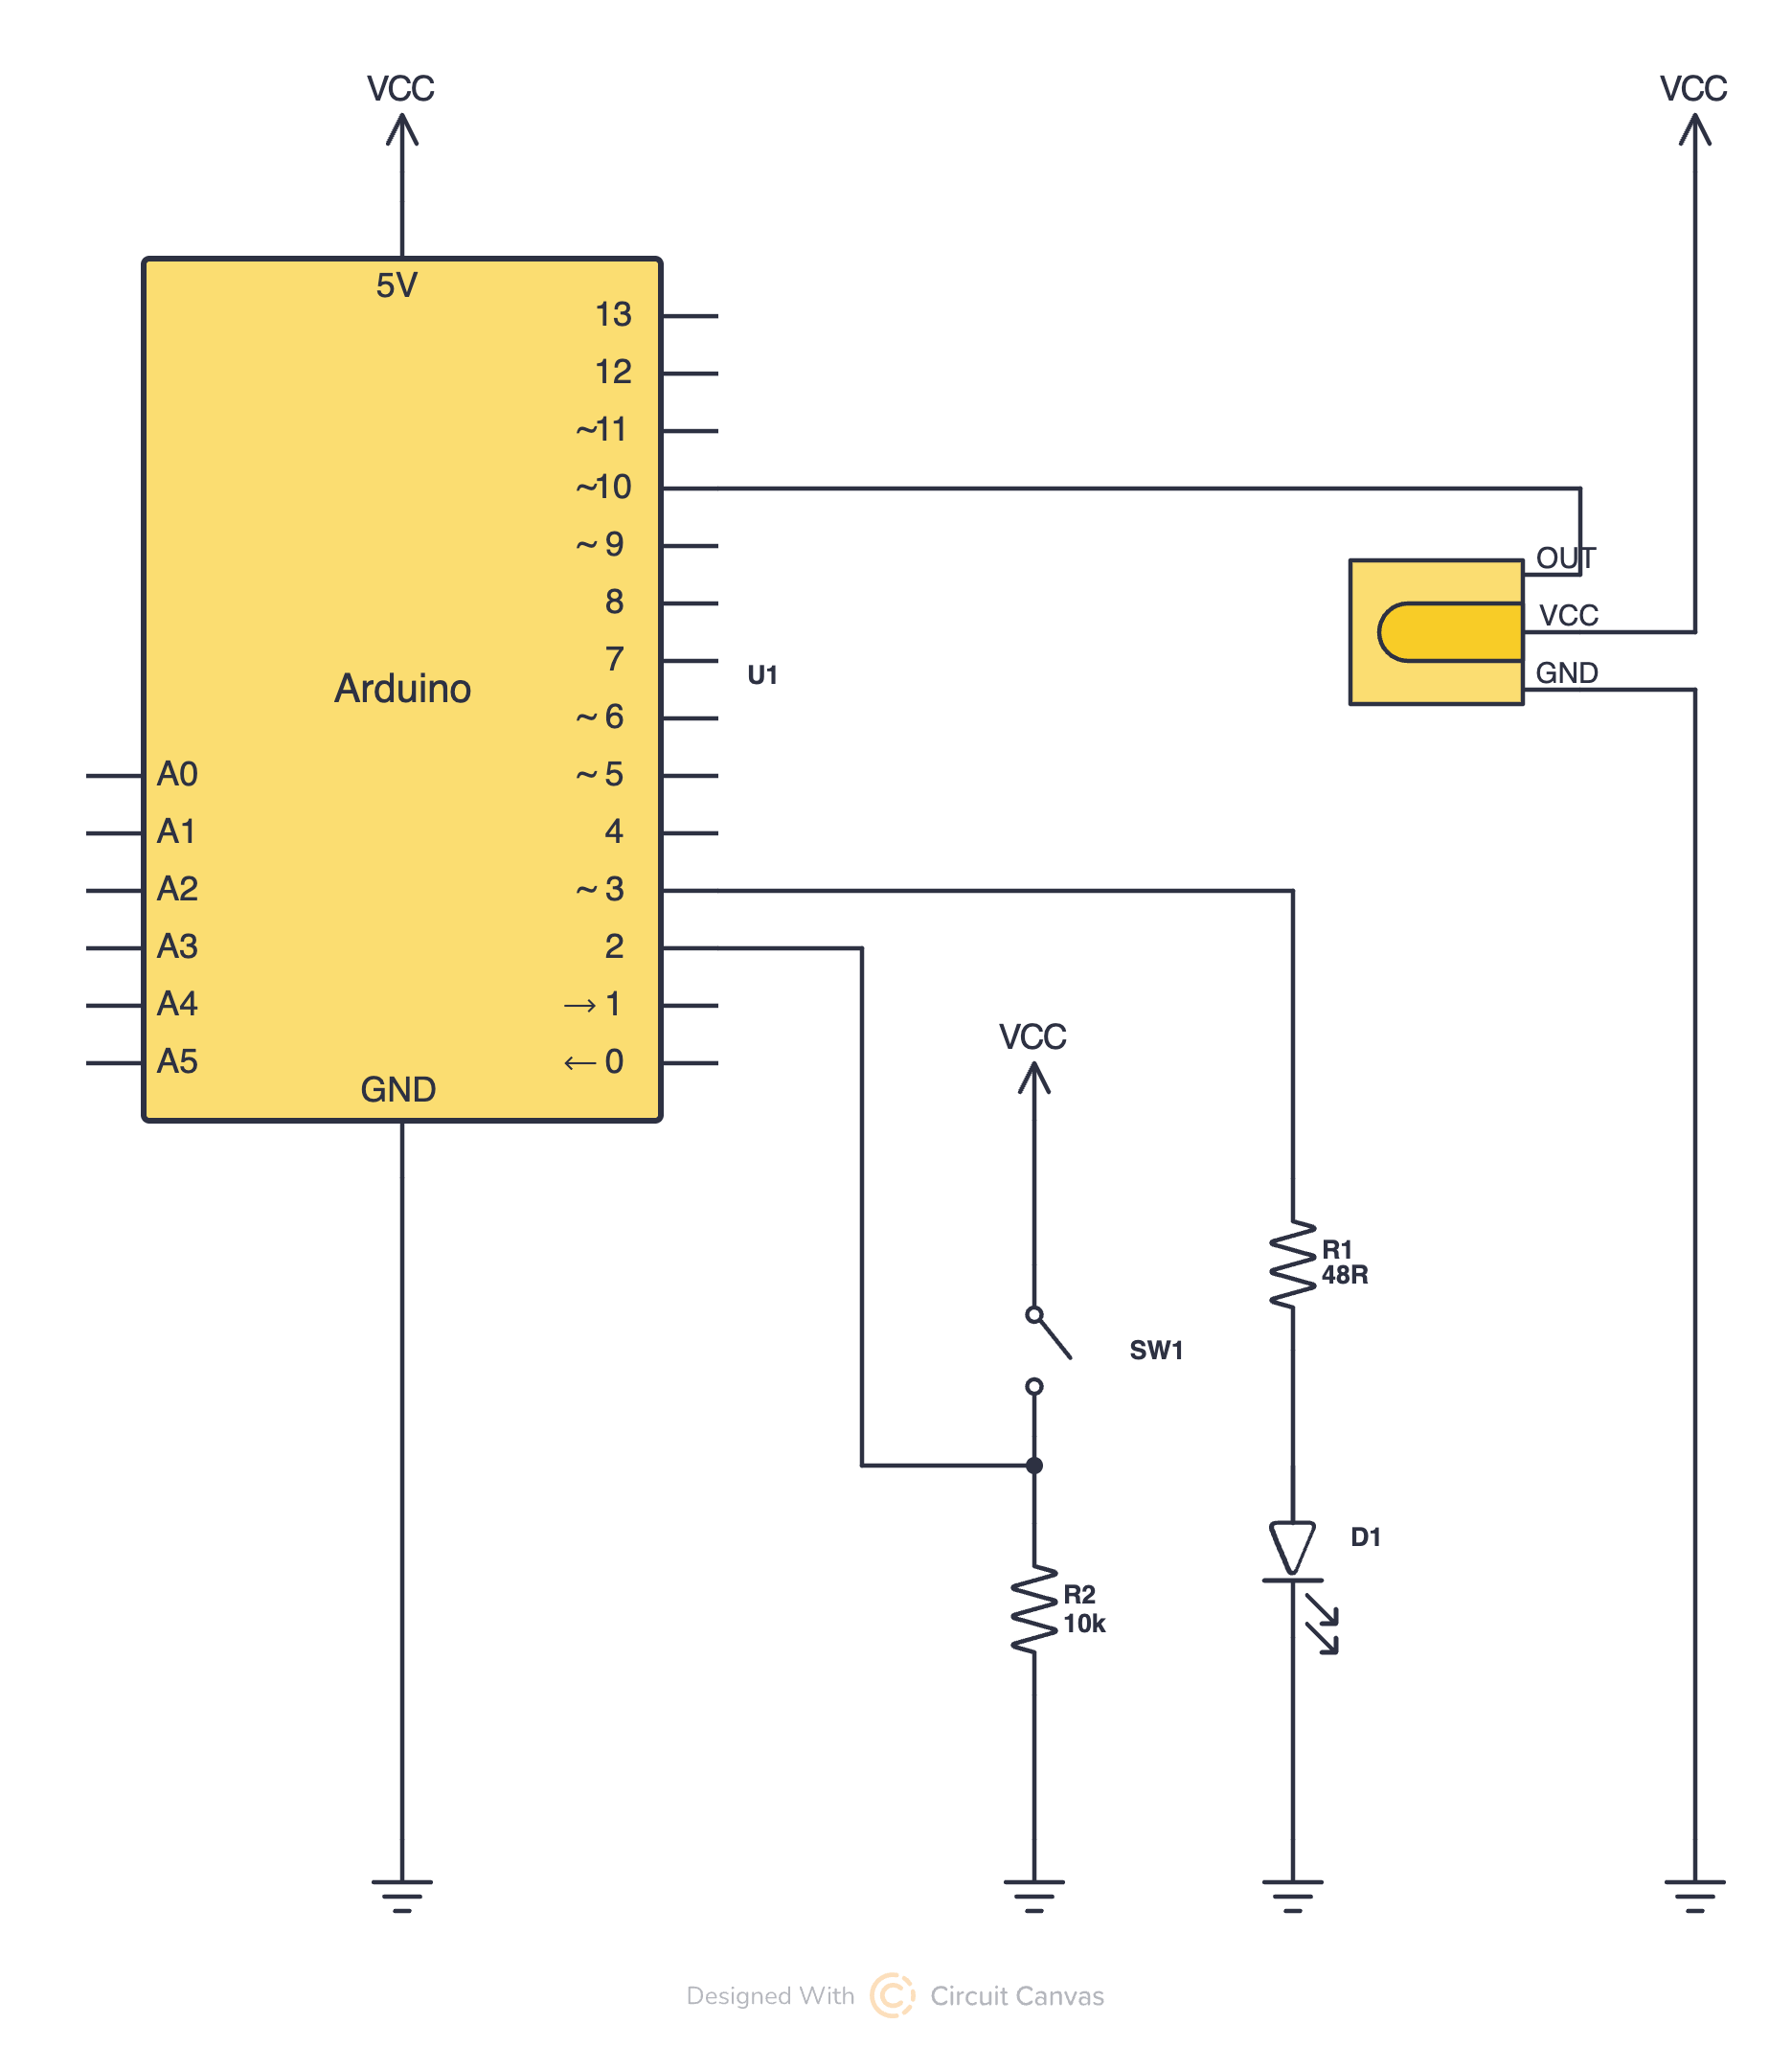 VCC
VCC
5V
13
12
~11
~10
~ 9
8
7
~ 6
~ 5
4
~ 3
2
→ 1
← 0
Arduino
U1
A0
A1
A2
A3
A4
A5
GND
OUT
VCC
GND
VCC
SW1
R1
48R
D1
R2
10k
Designed With Circuit Canvas